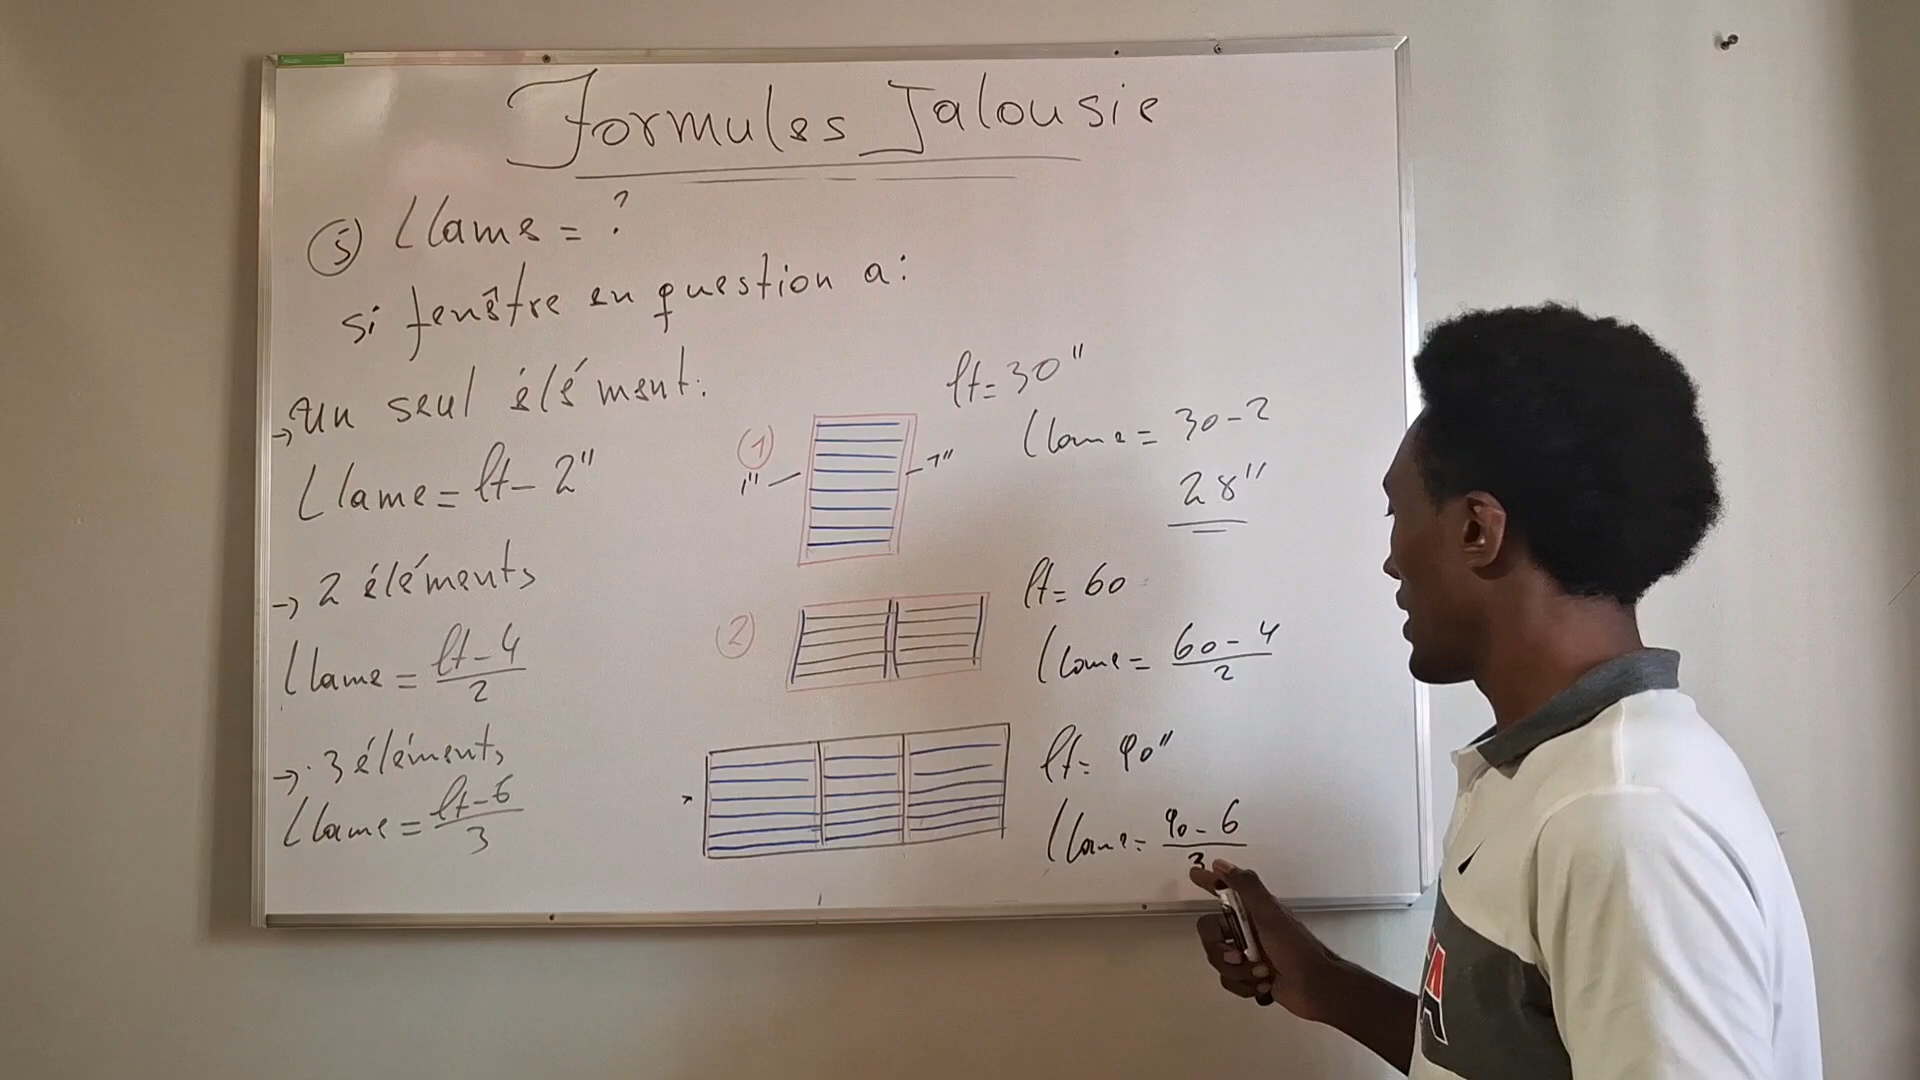 Formules Jalousie
5 Llame = ?
si fenêtre en question a:
→ un seul élément:
Llame = lt - 2"
→ 2 éléments
Llame = lt - 4 / 2
→ 3 éléments
Llame = lt - 6 / 3
1
1"
1"
lt = 30"
Llame = 30 - 2
28"
2
lt = 60
Llame = 60 - 4 / 2
lt = 90"
Llame = 90 - 6 / 3